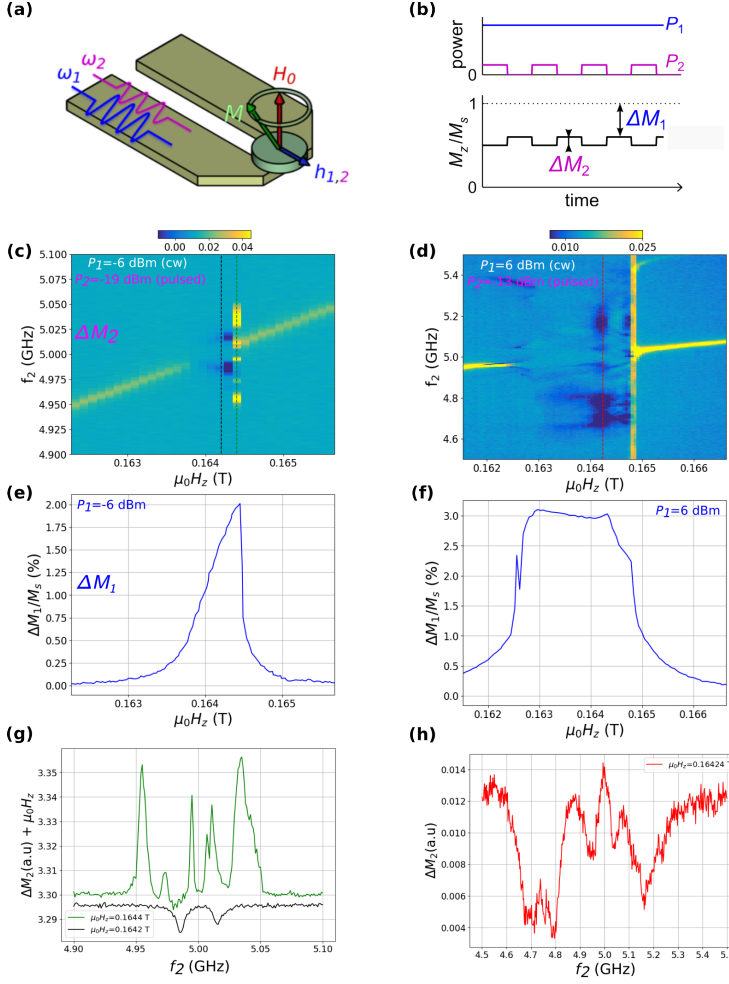 (a)
ω2
ω1
H0
M
h1,2
(b)
power
P1
P2
0
1
Mz/Ms
ΔM1
ΔM2
0
time
(c)
0.00 0.02 0.04
P1=-6 dBm (cw)
P2=-19 dBm (pulsed)
ΔM2
f2 (GHz)
5.100
5.075
5.050
5.025
5.000
4.975
4.950
4.925
4.900
0.163 0.164 0.165
μ0Hz (T)
(d)
0.010 0.025
P1=6 dBm (cw)
(pulsed)
f2 (GHz)
5.4
5.2
5.0
4.8
4.6
0.162 0.163 0.164 0.165 0.166
μ0Hz (T)
(e)
P1=-6 dBm
ΔM1
ΔM1/Ms (%)
2.00
1.75
1.50
1.25
1.00
0.75
0.50
0.25
0.00
0.163 0.164 0.165
μ0Hz (T)
(f)
P1=6 dBm
ΔM1/Ms (%)
3.0
2.5
2.0
1.5
1.0
0.5
0.0
0.162 0.163 0.164 0.165 0.166
μ0Hz (T)
(g)
ΔM2(a.u) + μ0Hz
3.35
3.34
3.33
3.32
3.31
3.30
3.29
μ0Hz=0.1644 T
μ0Hz=0.1642 T
4.90 4.95 5.00 5.05 5.10
f2 (GHz)
(h)
μ0Hz=0.16424 T
ΔM2(a.u)
0.014
0.012
0.010
0.008
0.006
0.004
4.5 4.6 4.7 4.8 4.9 5.0 5.1 5.2 5.3 5.4 5.5
f2 (GHz)